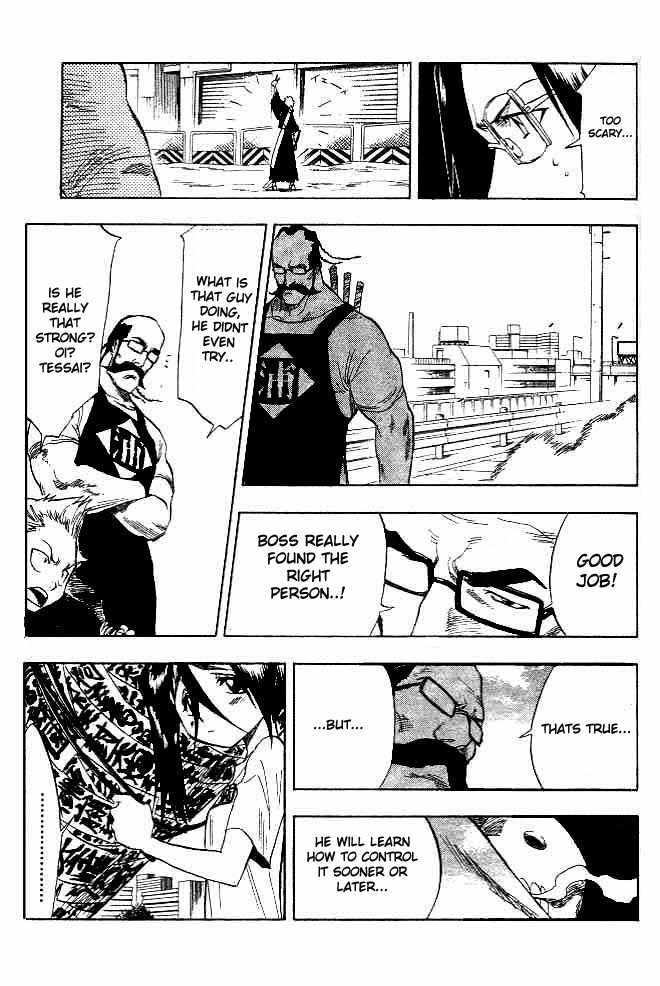 TOO
SCARY...
WHAT IS
THAT GUY
DOING,
HE DIDNT
EVEN
TRY..
IS HE
REALLY
THAT
STRONG?
OI?
TESSAI?
GOOD
JOB!
BOSS REALLY
FOUND THE
RIGHT
PERSON..!
THATS TRUE...
...BUT...
HE WILL LEARN
HOW TO CONTROL
IT SOONER OR
LATER...